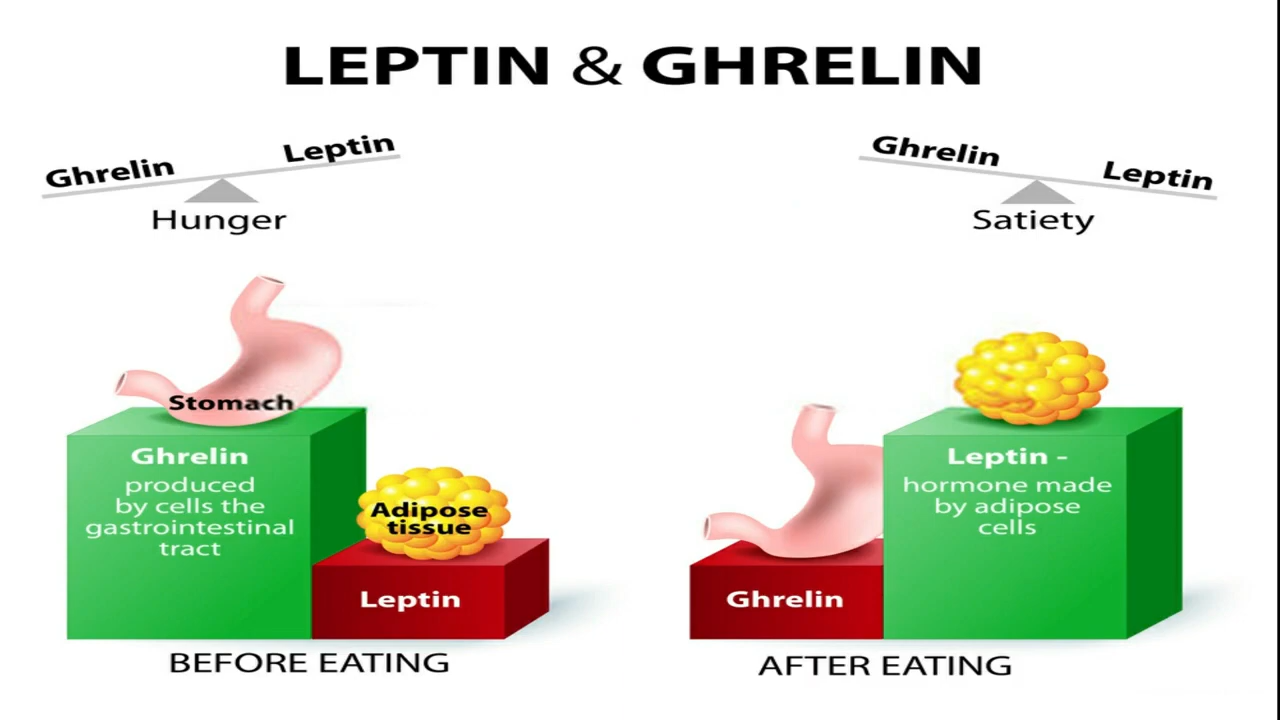 LEPTIN & GHRELIN
Ghrelin Leptin
Hunger
Ghrelin Leptin
Satiety
Stomach
Ghrelin
produced
by cells the
gastrointestinal
tract
Adipose
tissue
Leptin
BEFORE EATING
Leptin -
hormone made
by adipose
cells
Ghrelin
AFTER EATING